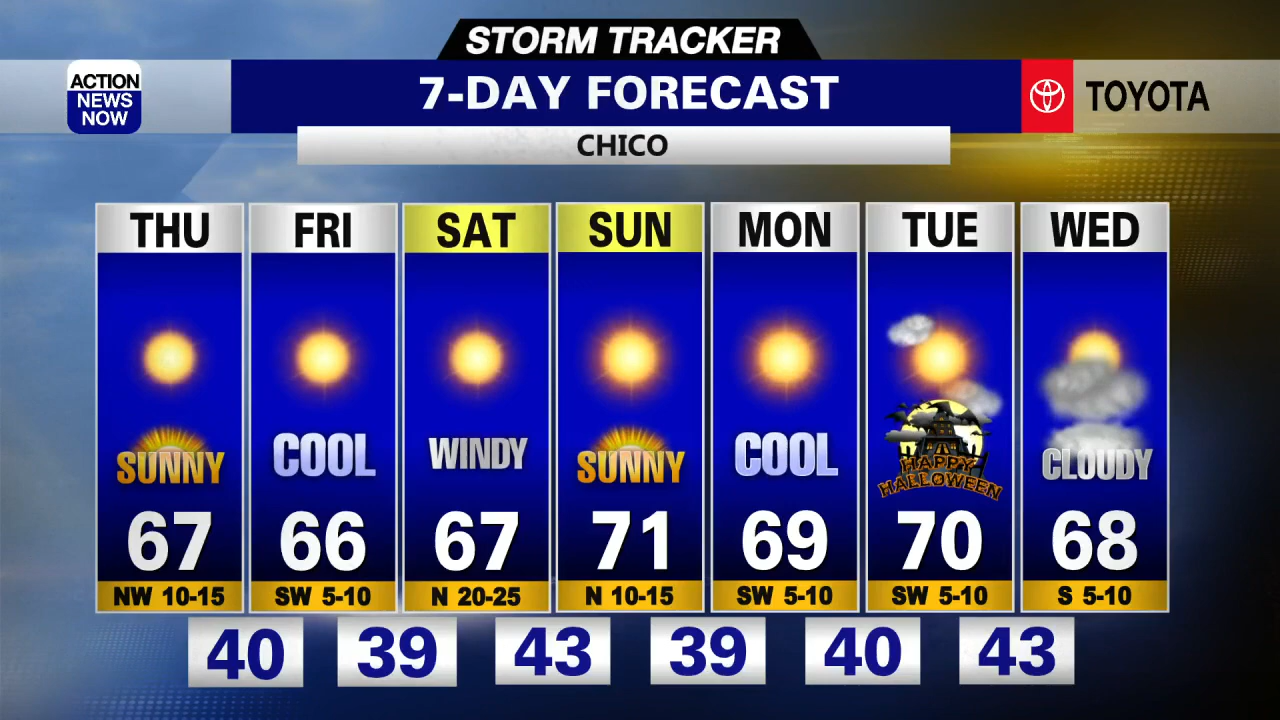 STORM TRACKER
ACTION
NEWS
NOW
7-DAY FORECAST
TOYOTA
CHICO
THU FRI SAT SUN MON TUE WED
SUNNY COOL WINDY SUNNY COOL HAPPY HALLOWEEN CLOUDY
67 66 67 71 69 70 68
NW 10-15 SW 5-10 N 20-25 N 10-15 SW 5-10 SW 5-10 S 5-10
40 39 43 39 40 43